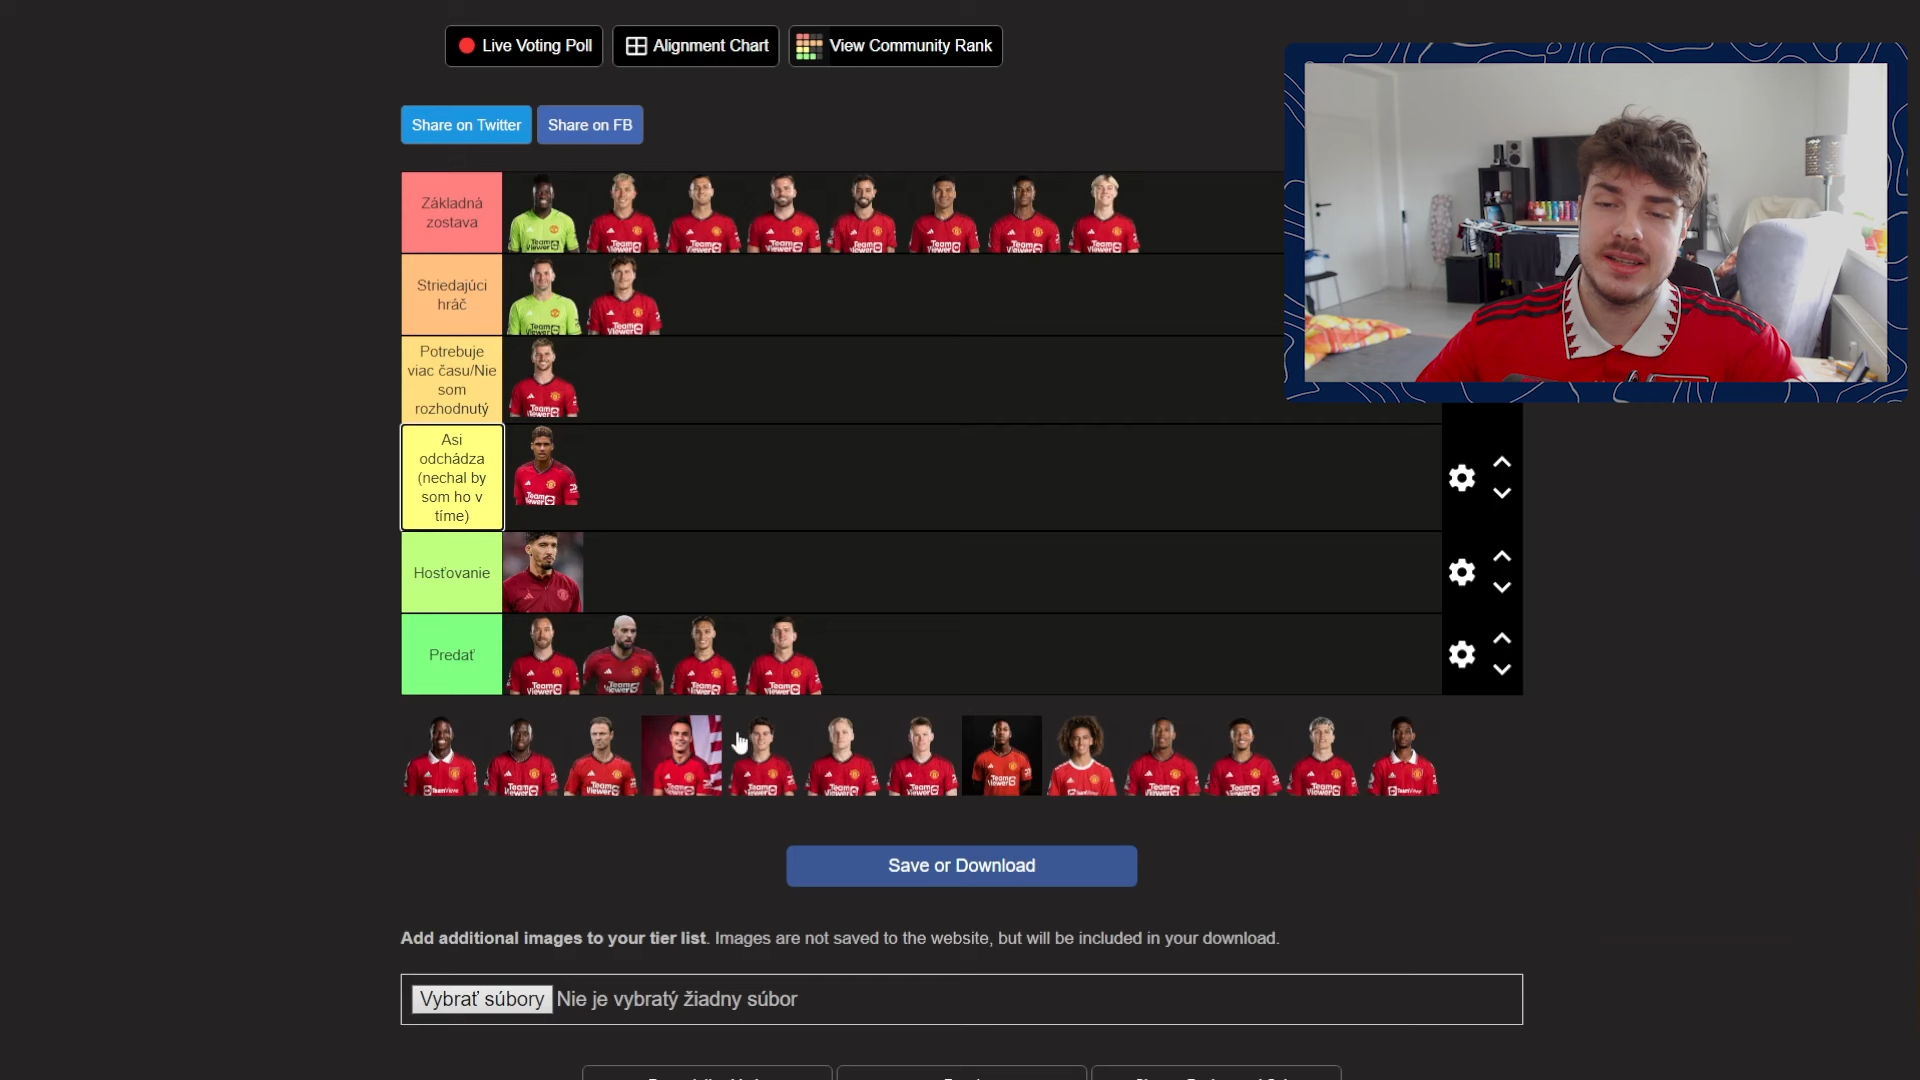 Live Voting Poll
Alignment Chart
View Community Rank
Share on Twitter
Share on FB
Základná
zostava
Striedajúci
hráč
Potrebuje
viac času/Nie
som
rozhodnutý
Asi
odchádza
(nechal by
som ho v
tíme)
Hosťovanie
Predať
Save or Download
Add additional images to your tier list. Images are not saved to the website, but will be included in your download.
Vybrať súbory Nie je vybratý žiadny súbor